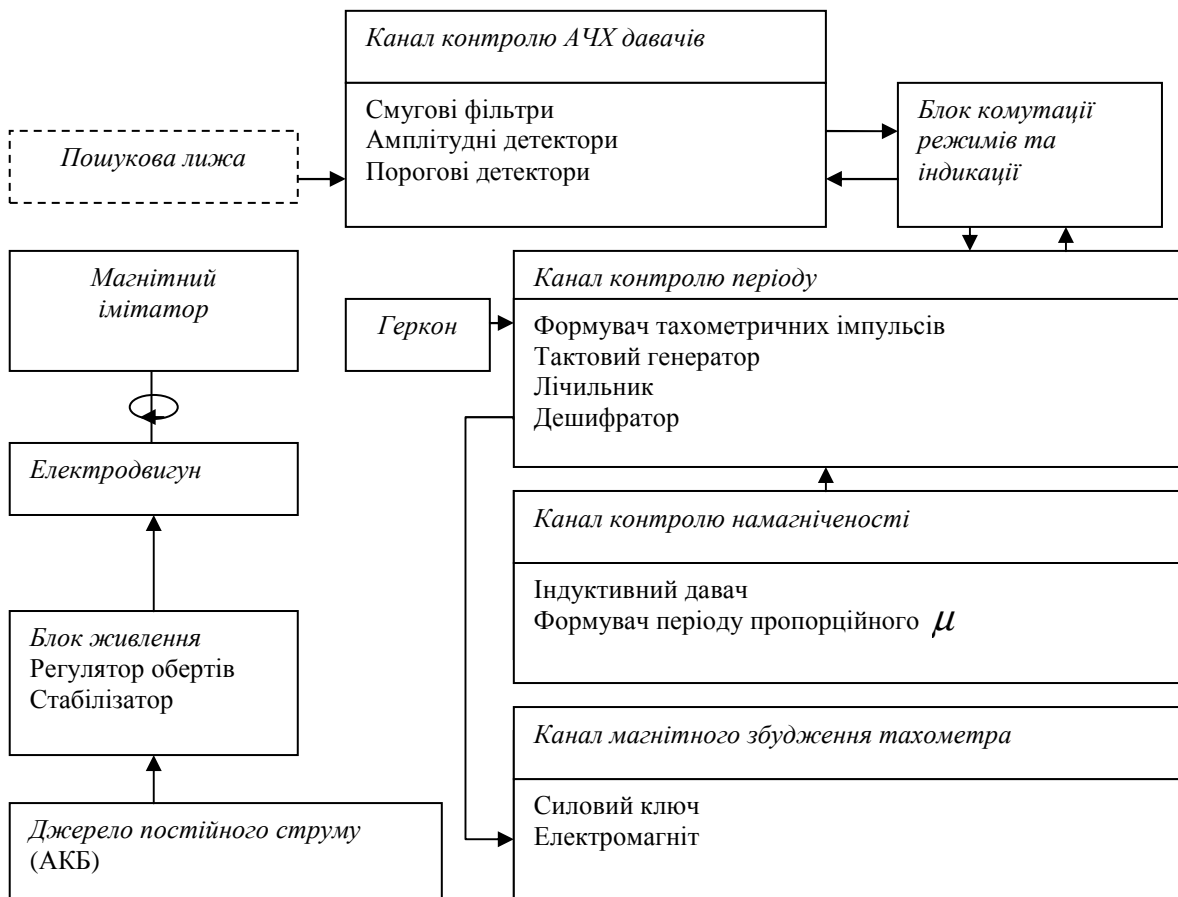 Канал контролю АЧХ давачів
Смугові фільтри
Амплітудні детектори
Порогові детектори
Блок комутації
режимів та
індикації
Пошукова лижа
Магнітний
імітатор
Канал контролю періоду
Геркон
Формувач тахометричних імпульсів
Тактовий генератор
Лічильник
Дешифратор
Електродвигун
Канал контролю намагніченості
Індуктивний давач
Формувач періоду пропорційного μ
Блок живлення
Регулятор обертів
Стабілізатор
Канал магнітного збудження тахометра
Силовий ключ
Електромагніт
Джерело постійного струму
(АКБ)